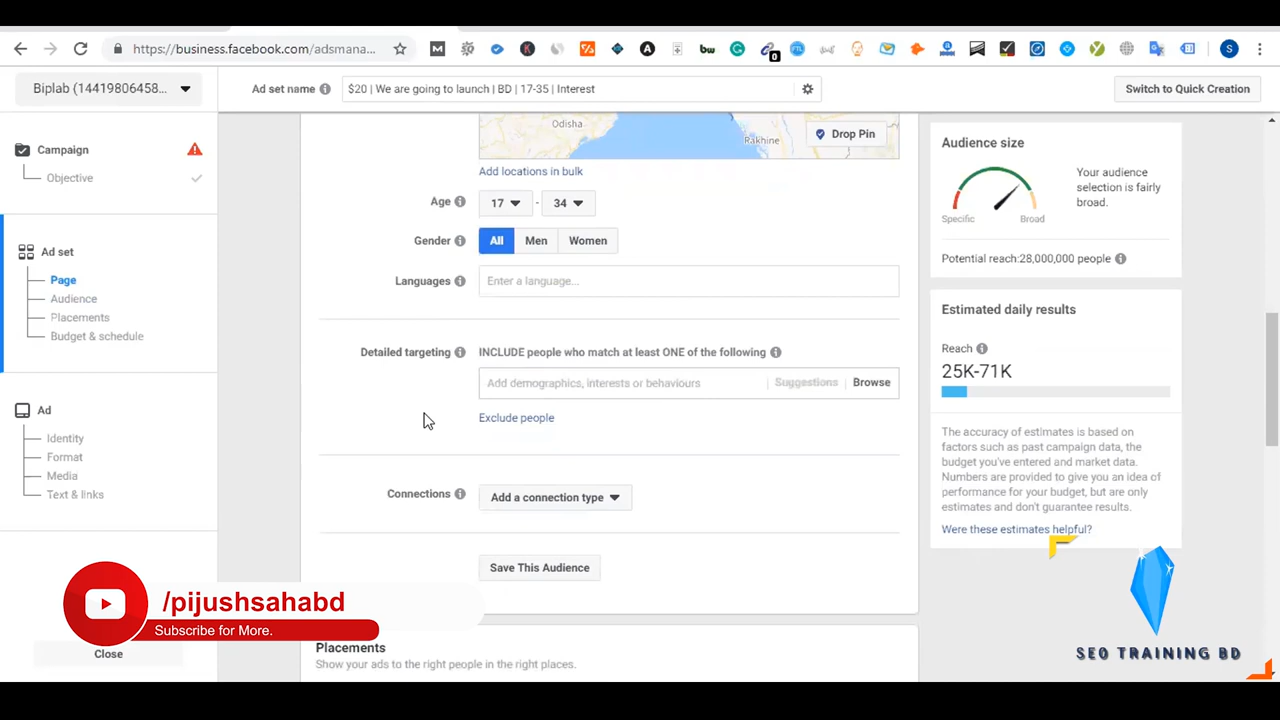 https://business.facebook.com/adsmana...
Biplab (14419806458...
Ad set name
$20 | We are going to launch | BD | 17-35 | Interest
Switch to Quick Creation
Campaign
Objective
Ad set
Page
Audience
Placements
Budget & schedule
Ad
Identity
Format
Media
Text & links
Close
Odisha
Rakhine
Drop Pin
Add locations in bulk
Age
17 - 34
Gender
All Men Women
Languages
Enter a language...
Detailed targeting
INCLUDE people who match at least ONE of the following
Add demographics, interests or behaviours
Suggestions
Browse
Exclude people
Connections
Add a connection type
Save This Audience
Placements
Show your ads to the right people in the right places.
Audience size
Your audience
selection is fairly
broad.
Specific
Broad
Potential reach:28,000,000 people
Estimated daily results
Reach
25K-71K
The accuracy of estimates is based on
factors such as past campaign data, the
budget you've entered and market data.
Numbers are provided to give you an idea of
performance for your budget, but are only
estimates and don't guarantee results.
Were these estimates helpful?
/pijushsahabd
Subscribe for More.
SEO TRAINING BD